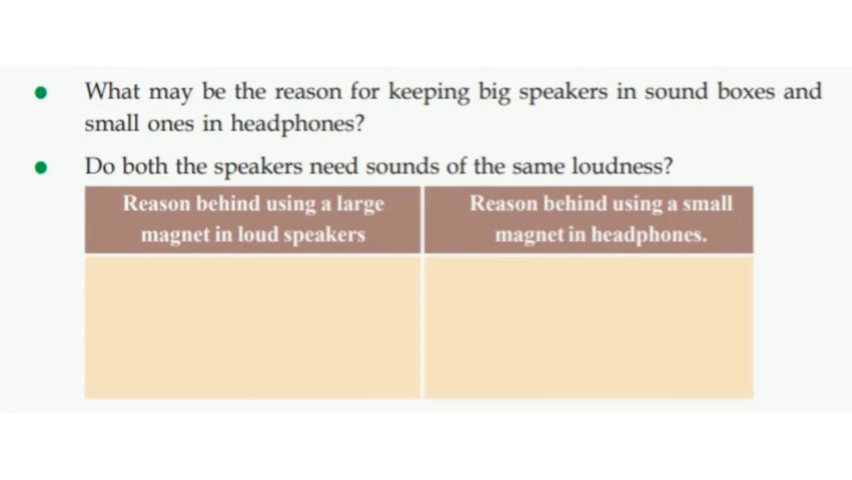 What may be the reason for keeping big speakers in sound boxes and
small ones in headphones?
Do both the speakers need sounds of the same loudness?
Reason behind using a large
magnet in loud speakers
Reason behind using a small
magnet in headphones.